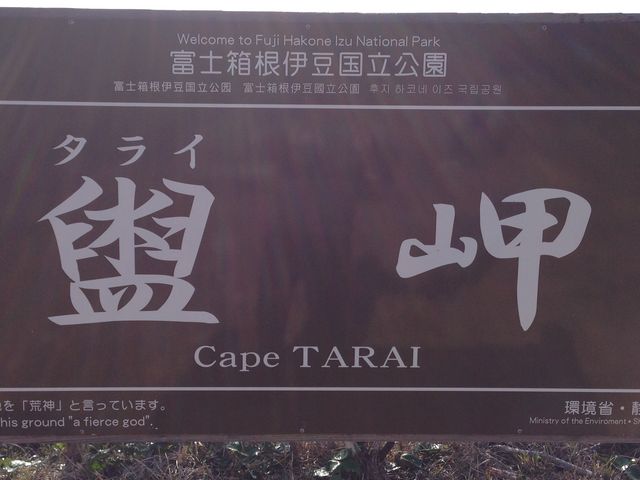 Welcome to Fuji Hakone Izu National Park
富士箱根伊豆国立公園
富士箱根伊豆国立公园 富士箱根伊豆國立公園 후지 하코네 이즈 국립공원
タライ
盥 岬
Cape TARAI
を「荒神」と言っています。 環境省・静
his ground "a fierce god". Ministry of the Enviroment・S